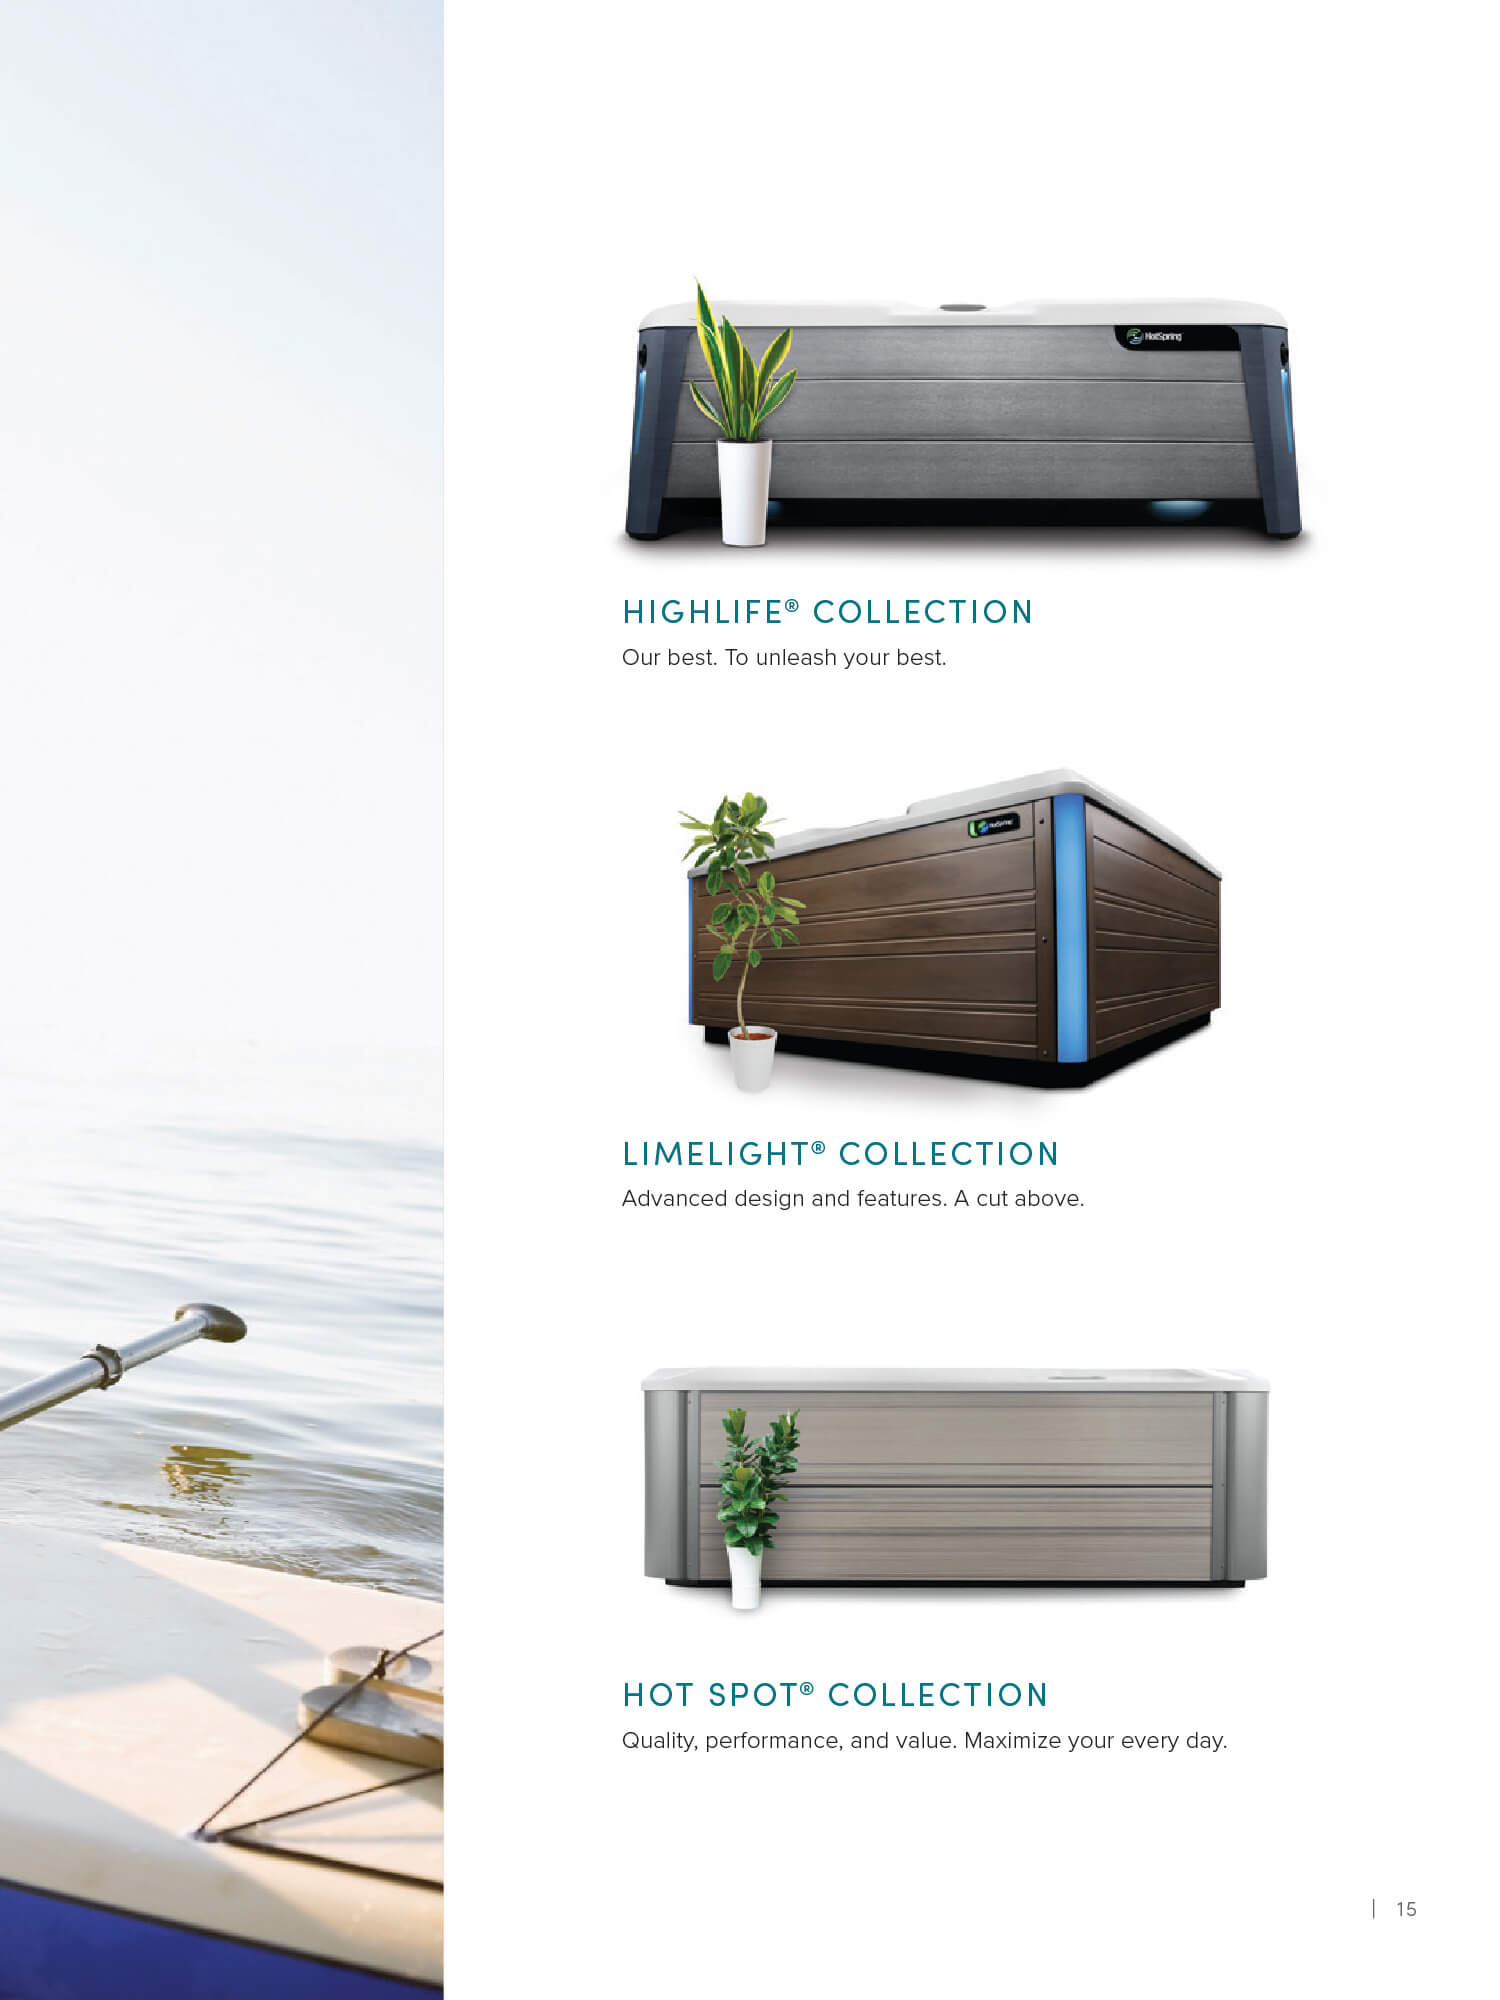 HotSpring
HIGHLIFE® COLLECTION
Our best. To unleash your best.
HotSpring
LIMELIGHT® COLLECTION
Advanced design and features. A cut above.
HOT SPOT® COLLECTION
Quality, performance, and value. Maximize your every day.
| 15